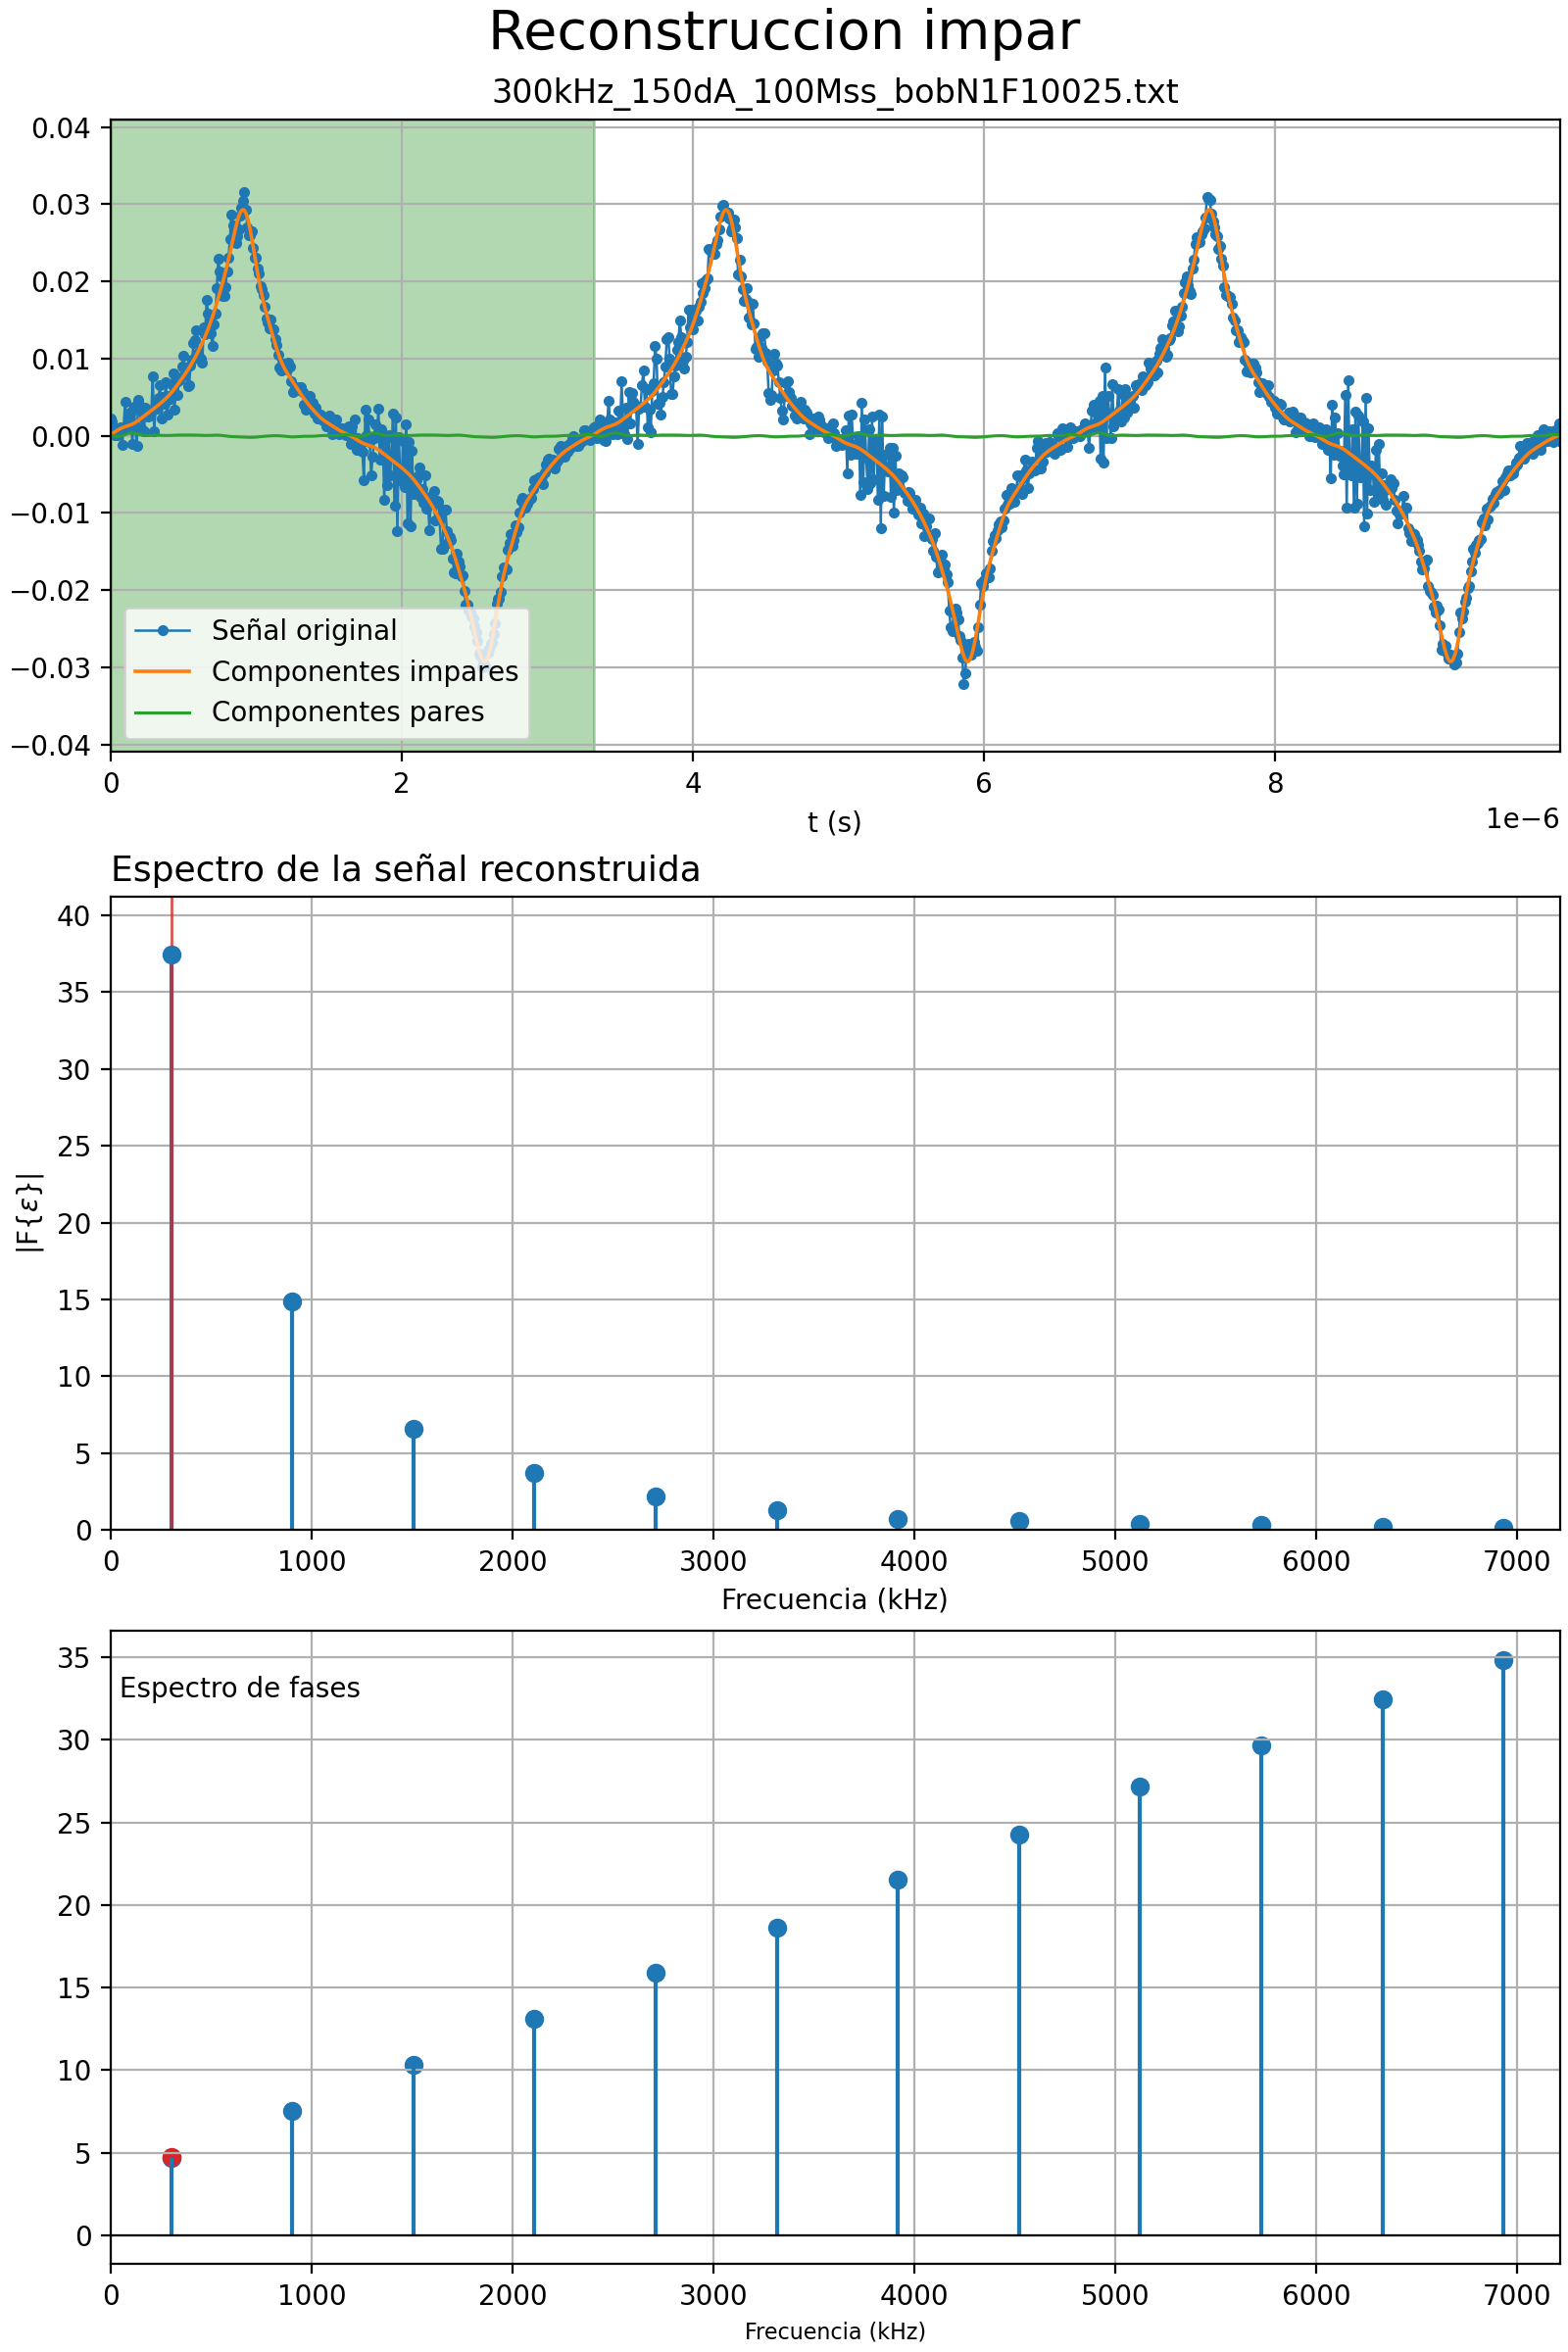 Reconstruccion impar
300kHz_150dA_100Mss_bobN1F10025.txt
0.04
0.03
0.02
0.01
0.00
−0.01
−0.02
−0.03
−0.04
Señal original
Componentes impares
Componentes pares
0 2 4 6 8
t (s)
1e−6
Espectro de la señal reconstruida
40
35
30
25
20
15
10
5
0
|F{ε}|
0 1000 2000 3000 4000 5000 6000 7000
Frecuencia (kHz)
Espectro de fases
35
30
25
20
15
10
5
0
0 1000 2000 3000 4000 5000 6000 7000
Frecuencia (kHz)